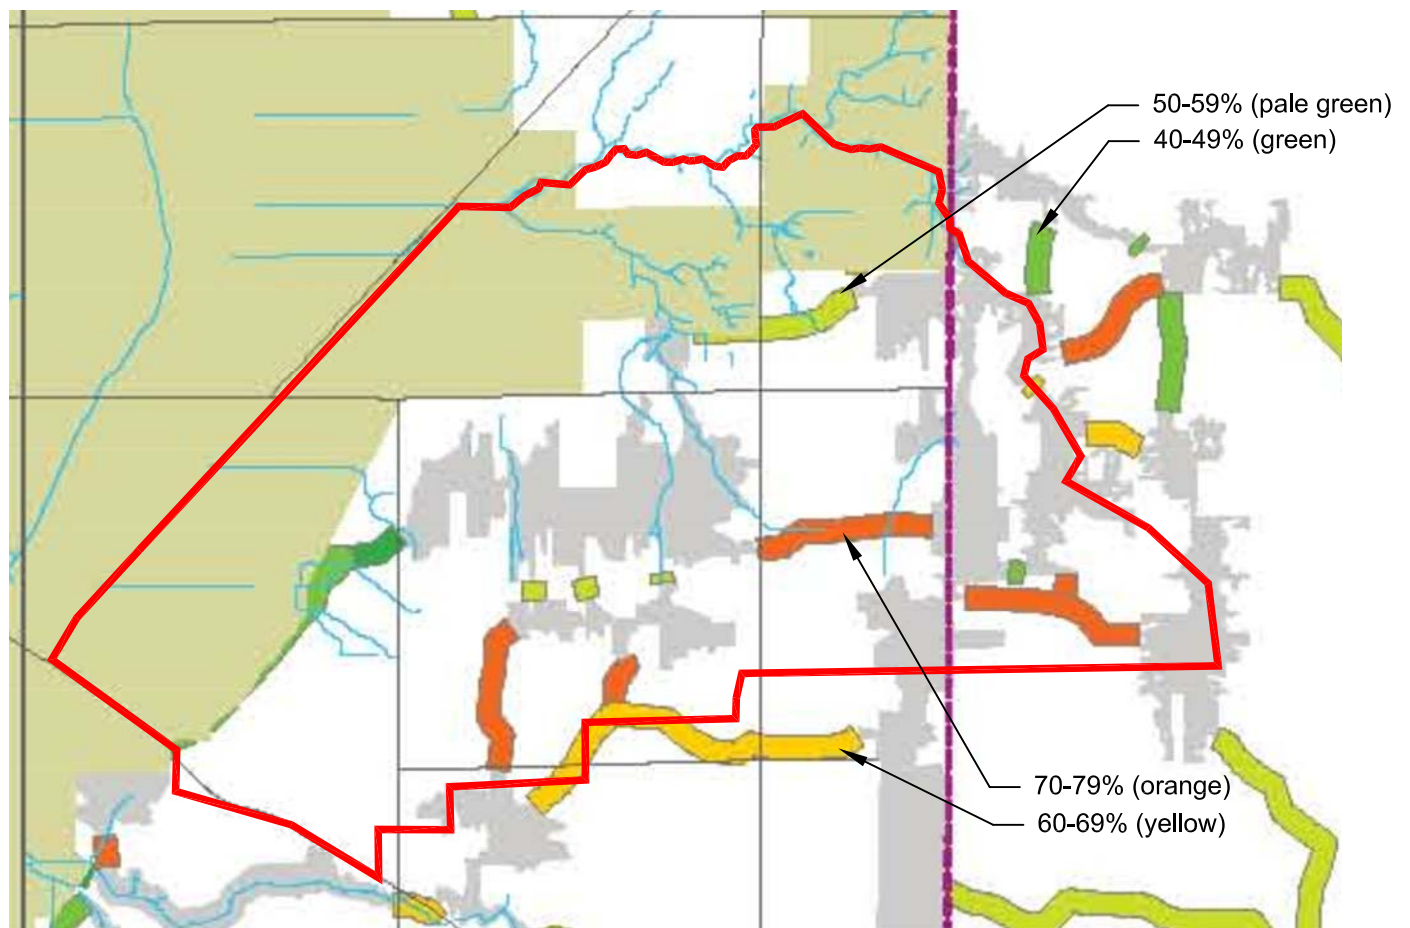 50-59% (pale green)
40-49% (green)
70-79% (orange)
60-69% (yellow)